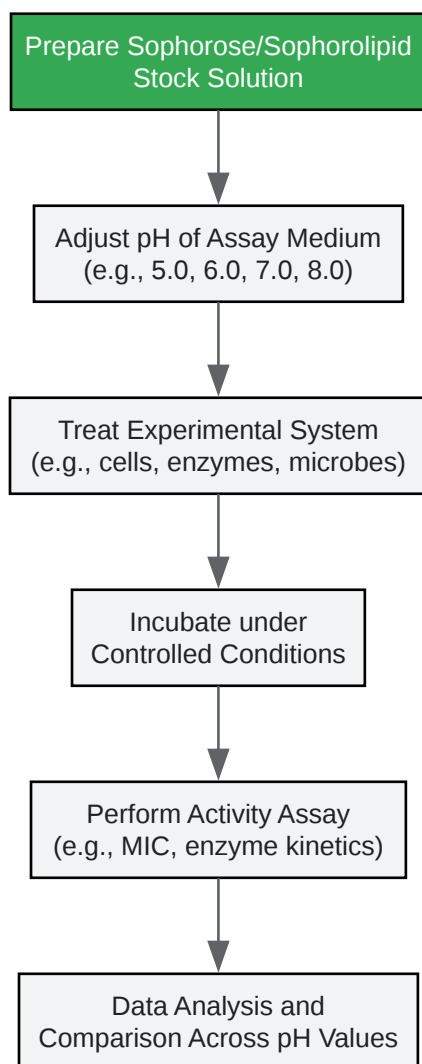 Prepare Sophorose/Sophorolipid
Stock Solution
Adjust pH of Assay Medium
(e.g., 5.0, 6.0, 7.0, 8.0)
Treat Experimental System
(e.g., cells, enzymes, microbes)
Incubate under
Controlled Conditions
Perform Activity Assay
(e.g., MIC, enzyme kinetics)
Data Analysis and
Comparison Across pH Values